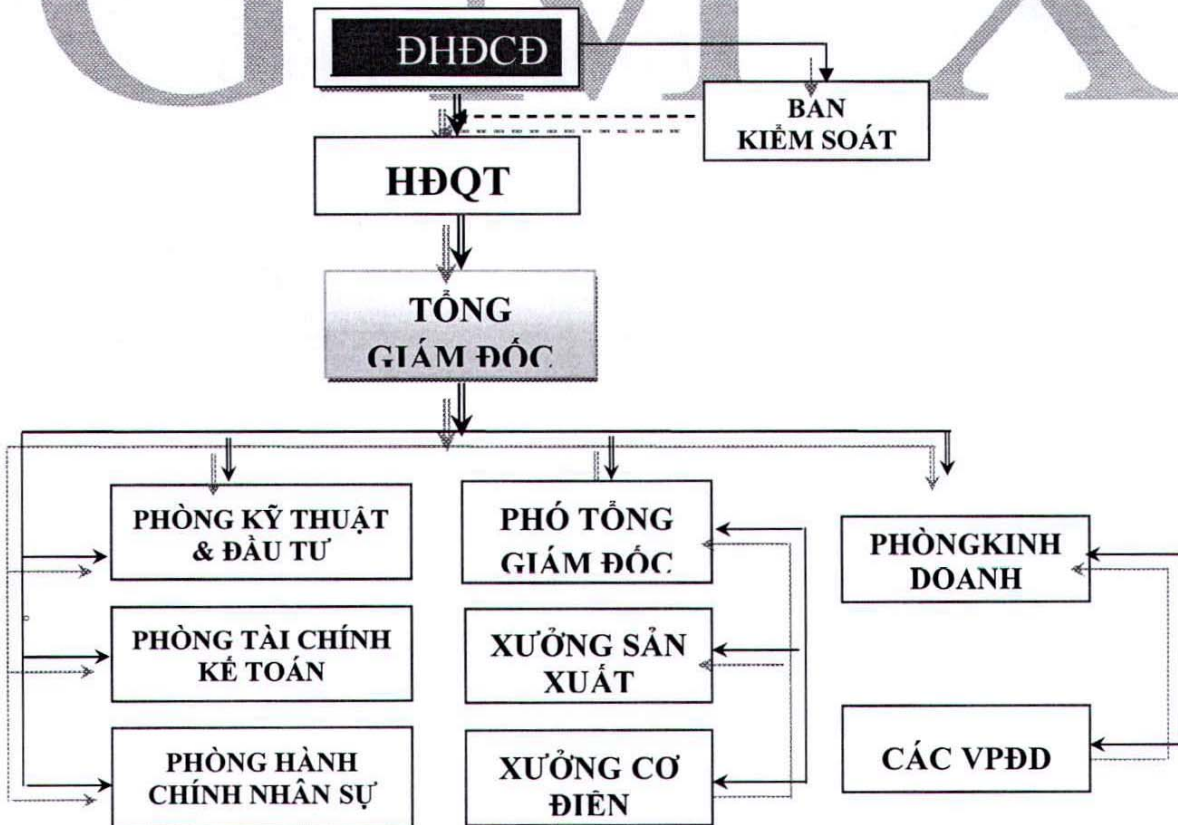 G M X
ĐHĐCĐ
BAN
KIỂM SOÁT
HĐQT
TỔNG
GIÁM ĐỐC
PHÒNG KỸ THUẬT
& ĐẦU TƯ
PHÓ TỔNG
GIÁM ĐỐC
PHÒNGKINH
DOANH
PHÒNG TÀI CHÍNH
KẾ TOÁN
XƯỞNG SẢN
XUẤT
PHÒNG HÀNH
CHÍNH NHÂN SỰ
XƯỞNG CƠ
ĐIỆN
CÁC VPĐD